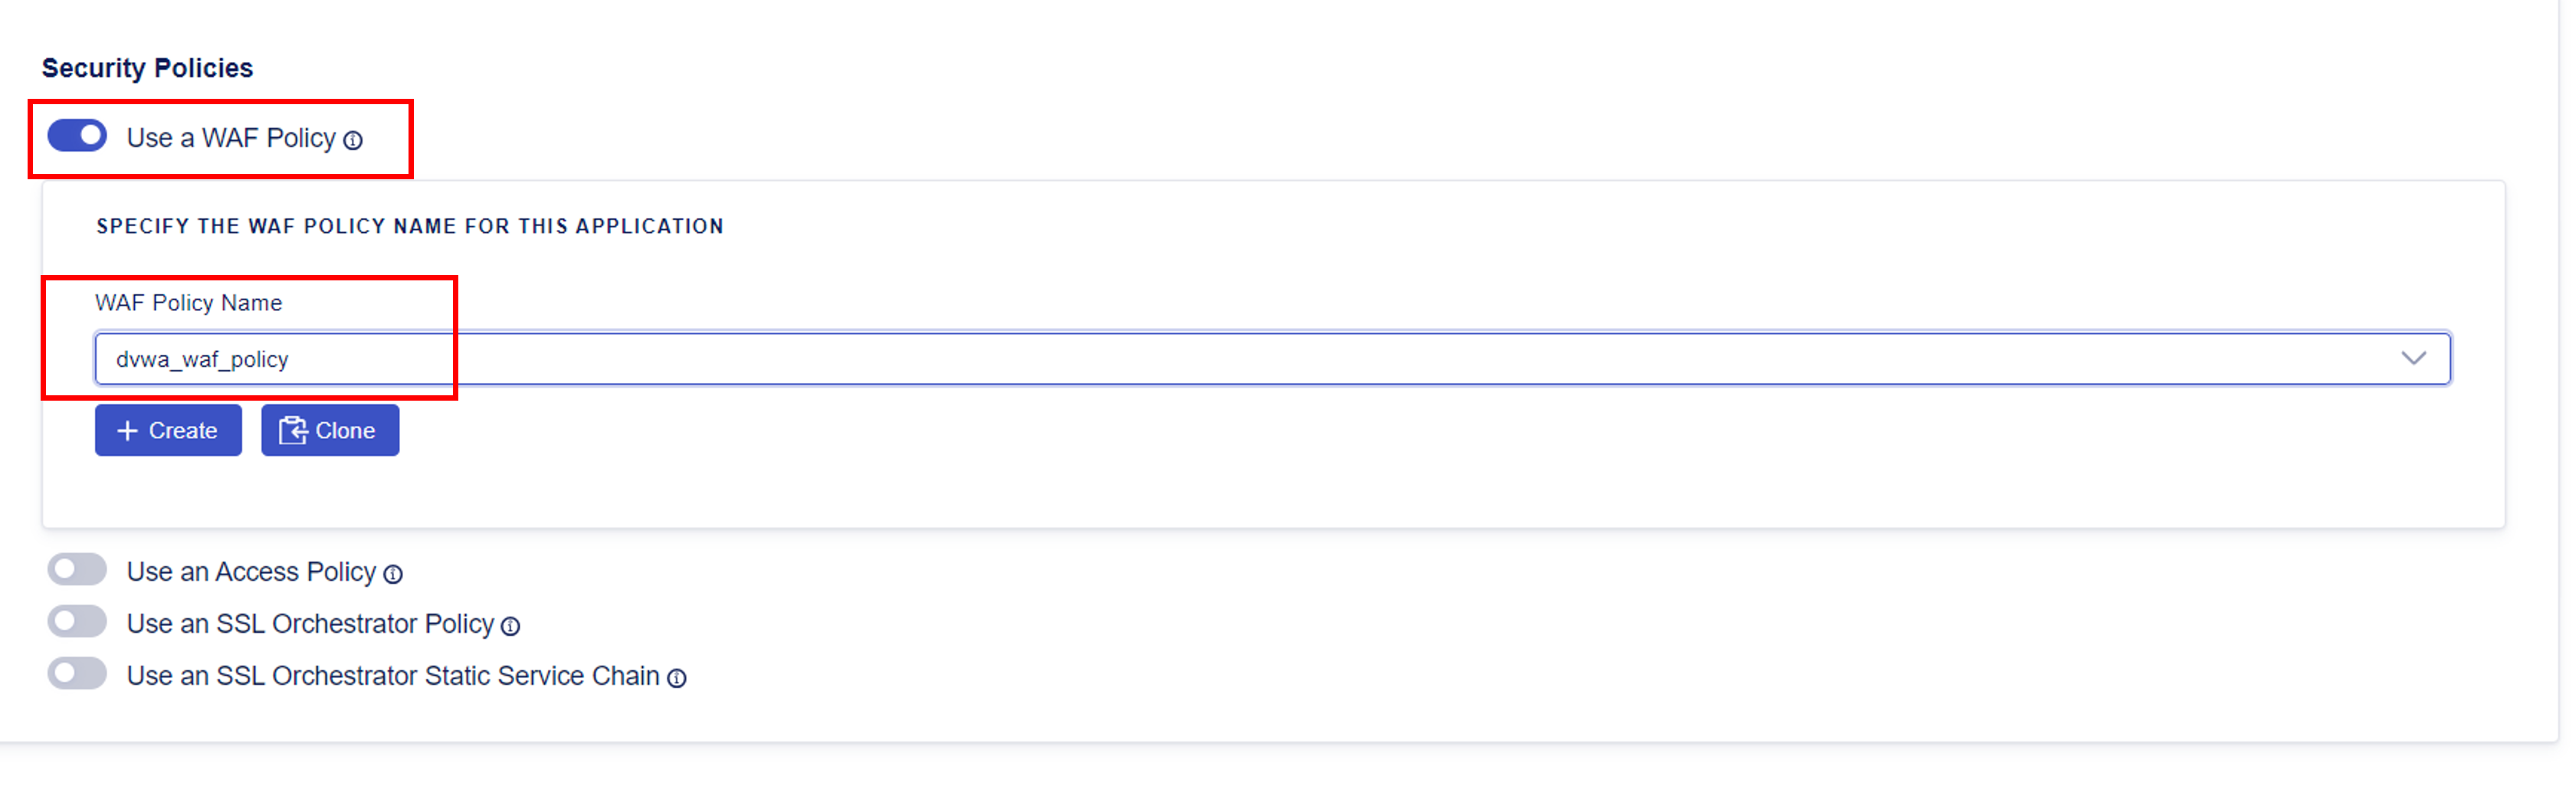 Security Policies
Use a WAF Policy
SPECIFY THE WAF POLICY NAME FOR THIS APPLICATION
WAF Policy Name
dvwa_waf_policy
+ Create Clone
Use an Access Policy
Use an SSL Orchestrator Policy
Use an SSL Orchestrator Static Service Chain